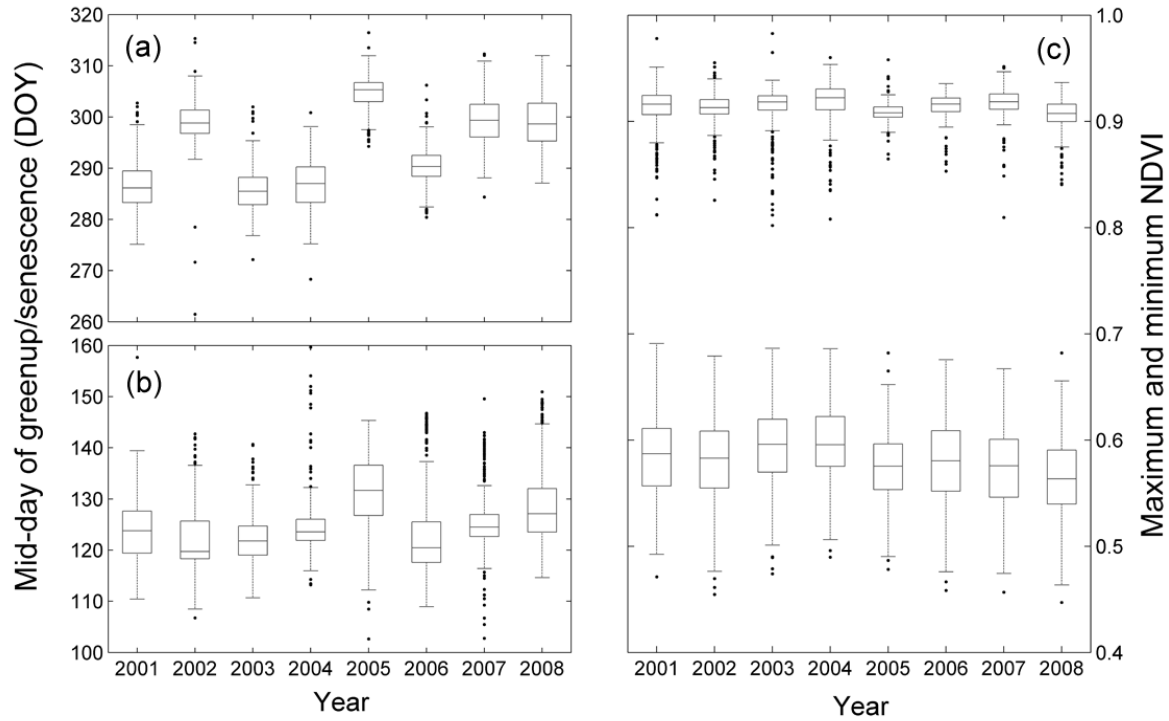 Mid-day of greenup/senescence (DOY)
(a)
320
310
300
290
280
270
260
(b)
160
150
140
130
120
110
100
2001 2002 2003 2004 2005 2006 2007 2008
Year
(c)
1.0
0.9
0.8
0.7
0.6
0.5
0.4
Maximum and minimum NDVI
2001 2002 2003 2004 2005 2006 2007 2008
Year